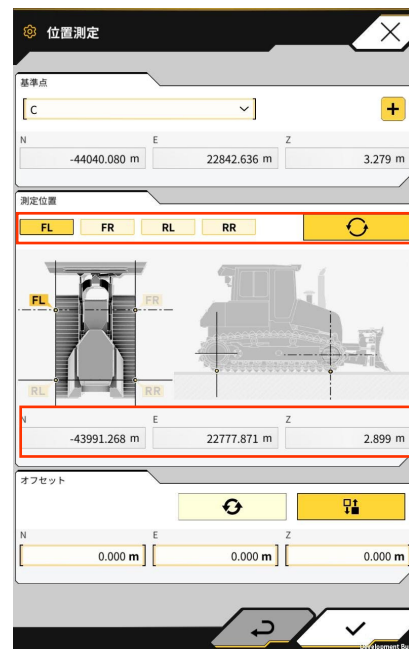 位置測定
基準点
C
N E Z
-44040.080 m 22842.636 m 3.279 m
測定位置
FL FR RL RR
FL FR
RL RR
N E Z
-43991.268 m 22777.871 m 2.899 m
オフセット
N E Z
0.000 m 0.000 m 0.000 m
Development Bu